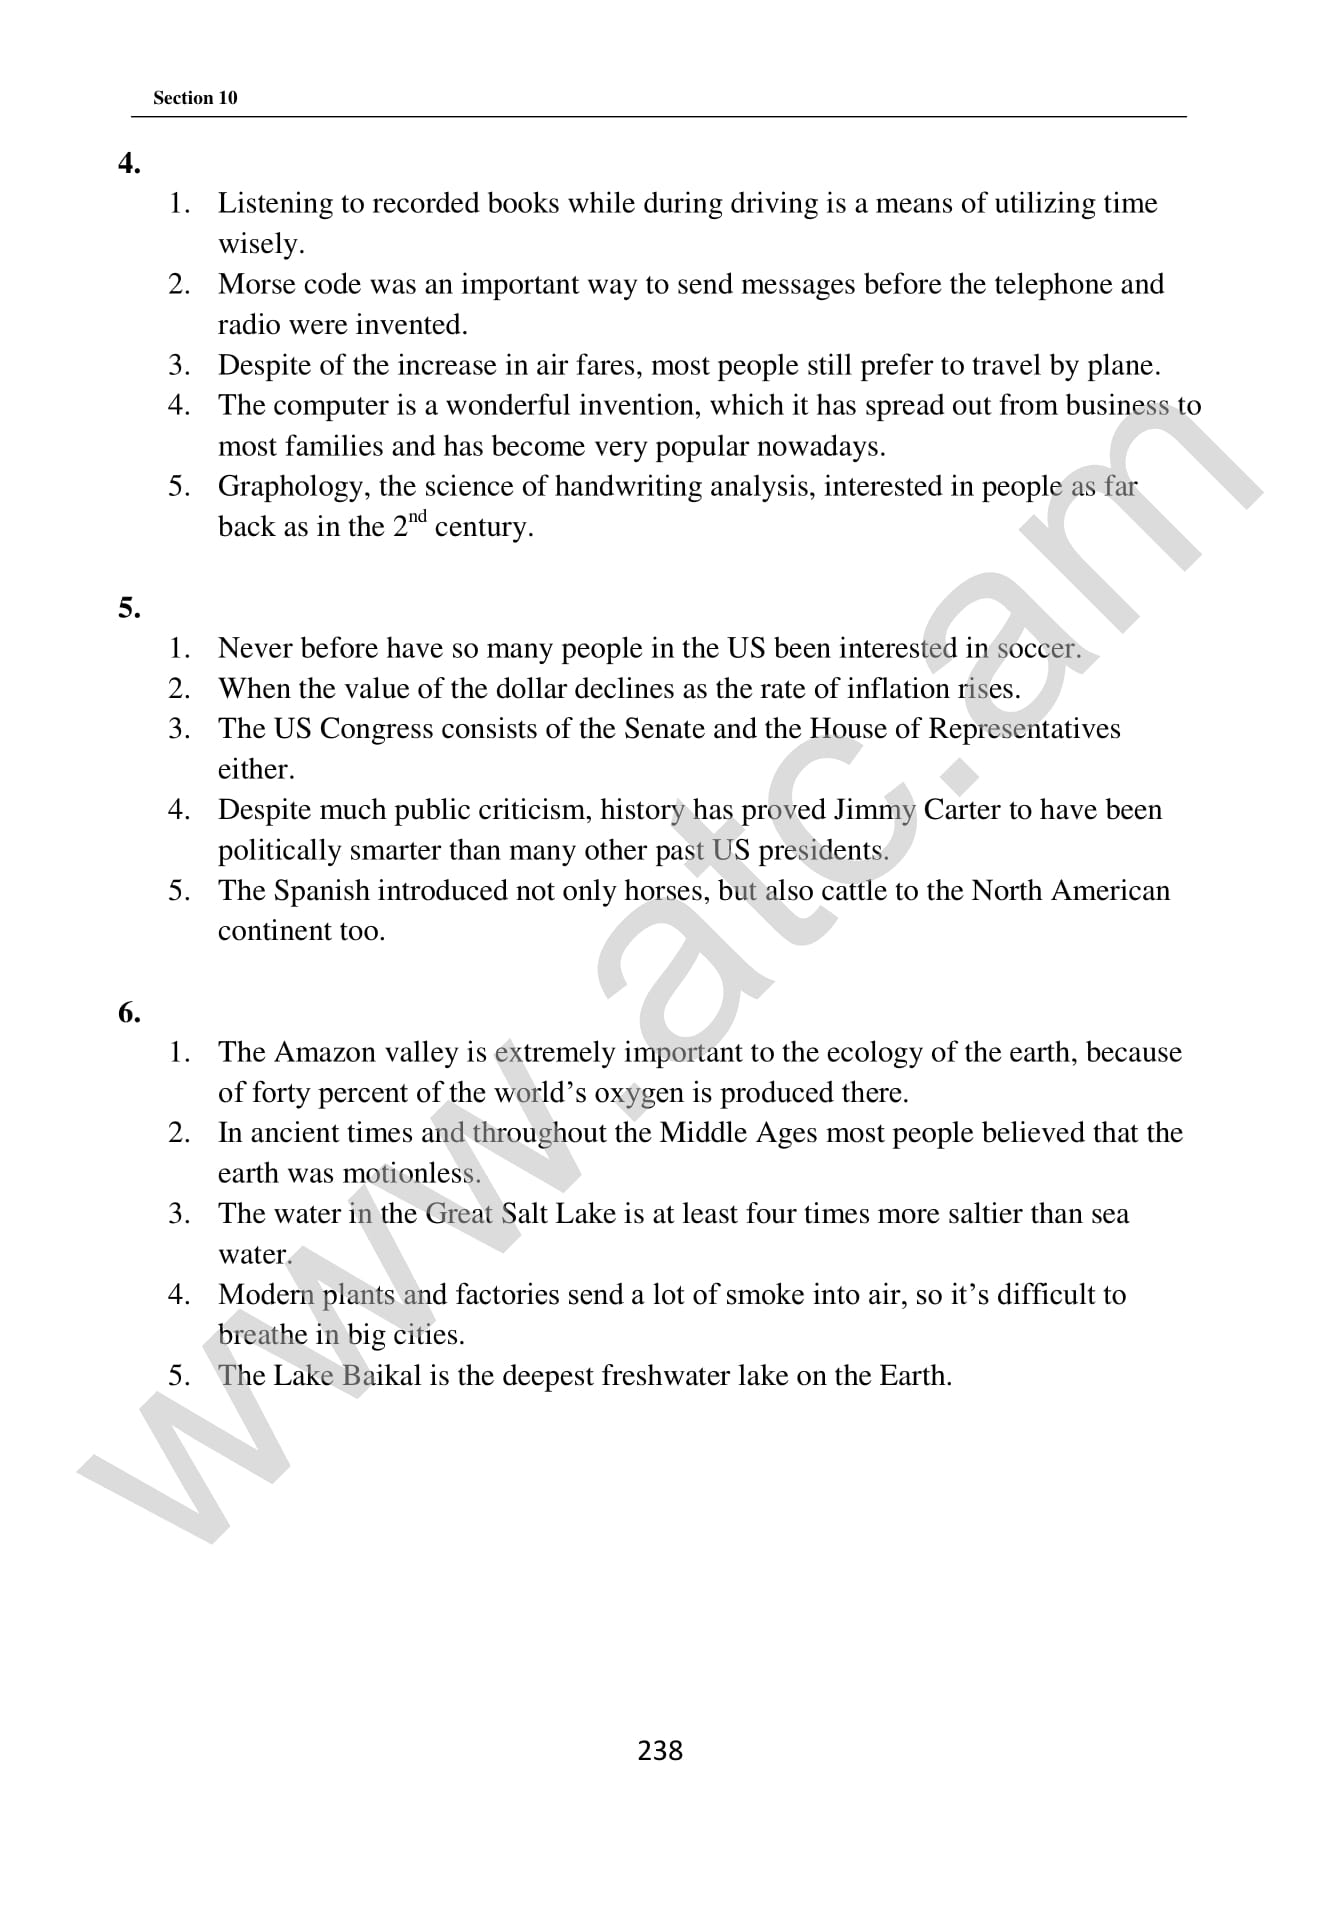 Section 10
4.
1. Listening to recorded books while during driving is a means of utilizing time
wisely.
2. Morse code was an important way to send messages before the telephone and
radio were invented.
3. Despite of the increase in air fares, most people still prefer to travel by plane.
4. The computer is a wonderful invention, which it has spread out from business to
most families and has become very popular nowadays.
5. Graphology, the science of handwriting analysis, interested in people as far
back as in the 2nd century.
5.
1. Never before have so many people in the US been interested in soccer.
2. When the value of the dollar declines as the rate of inflation rises.
3. The US Congress consists of the Senate and the House of Representatives
either.
4. Despite much public criticism, history has proved Jimmy Carter to have been
politically smarter than many other past US presidents.
5. The Spanish introduced not only horses, but also cattle to the North American
continent too.
6.
1. The Amazon valley is extremely important to the ecology of the earth, because
of forty percent of the world’s oxygen is produced there.
2. In ancient times and throughout the Middle Ages most people believed that the
earth was motionless.
3. The water in the Great Salt Lake is at least four times more saltier than sea
water.
4. Modern plants and factories send a lot of smoke into air, so it’s difficult to
breathe in big cities.
5. The Lake Baikal is the deepest freshwater lake on the Earth.
www.atc.am
238